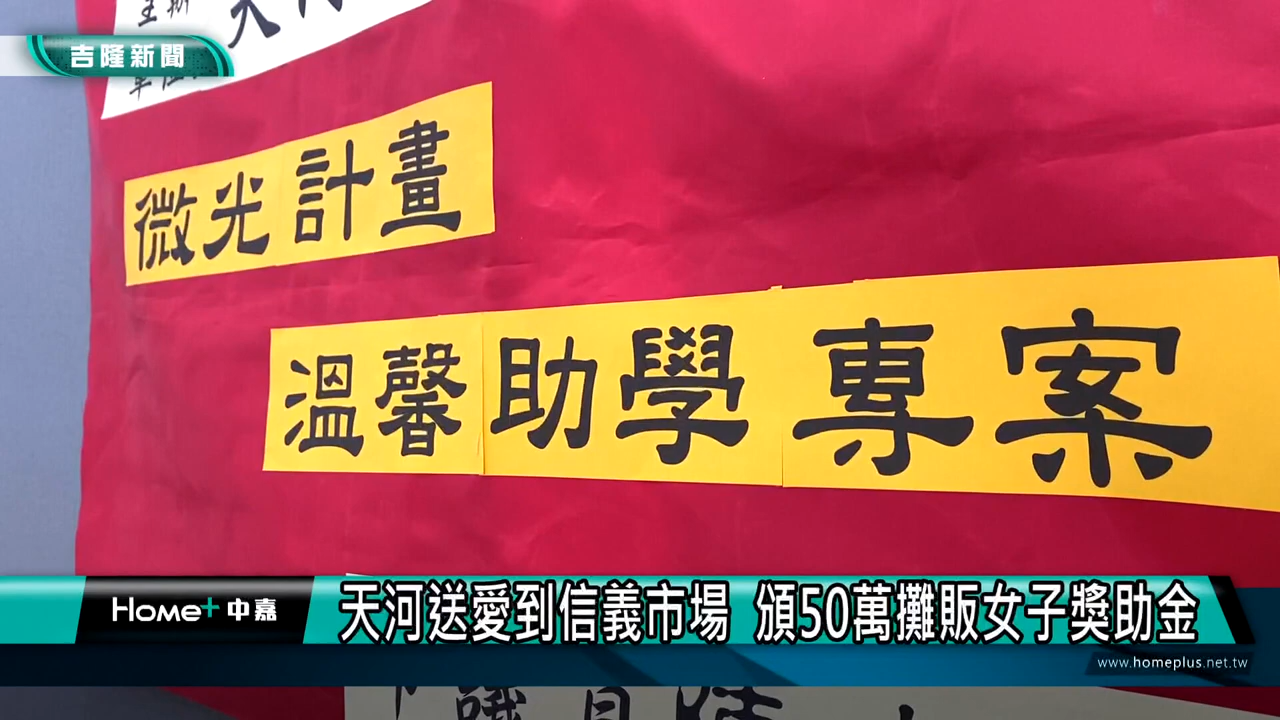 吉隆新聞
微光計畫
溫馨助學專案
Home+ 中嘉
天河送愛到信義市場 頒50萬攤販女子獎助金
www.homeplus.net.tw
議員